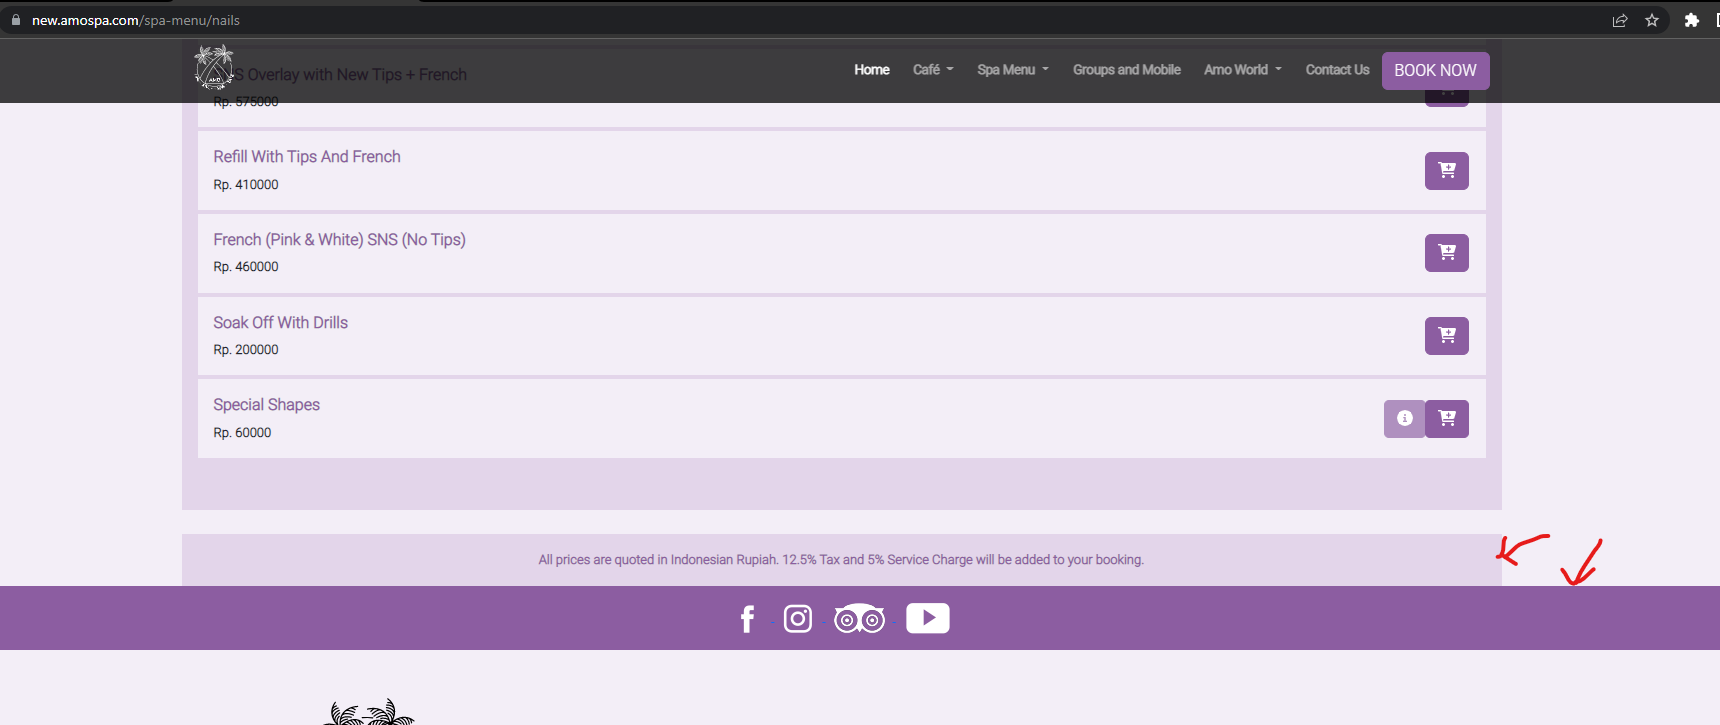 new.amospa.com/spa-menu/nails
S Overlay with New Tips + French
Home Café Spa Menu Groups and Mobile Amo World Contact Us BOOK NOW
Rp. 575000
Refill With Tips And French
Rp. 410000
French (Pink & White) SNS (No Tips)
Rp. 460000
Soak Off With Drills
Rp. 200000
Special Shapes
Rp. 60000
All prices are quoted in Indonesian Rupiah. 12.5% Tax and 5% Service Charge will be added to your booking.